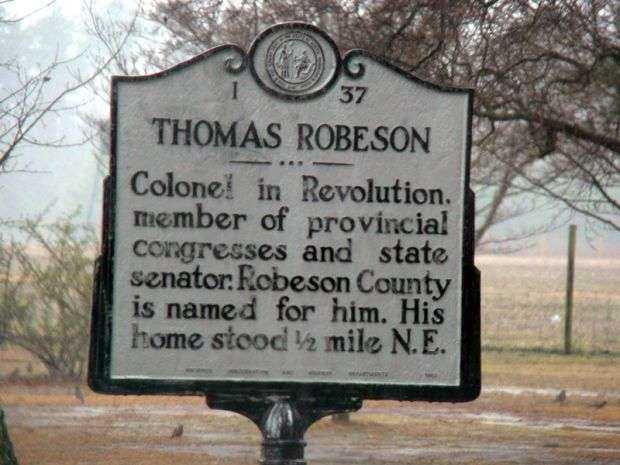 I 37
THOMAS ROBESON
Colonel in Revolution,
member of provincial
congresses and state
senator. Robeson County
is named for him. His
home stood ½ mile N.E.